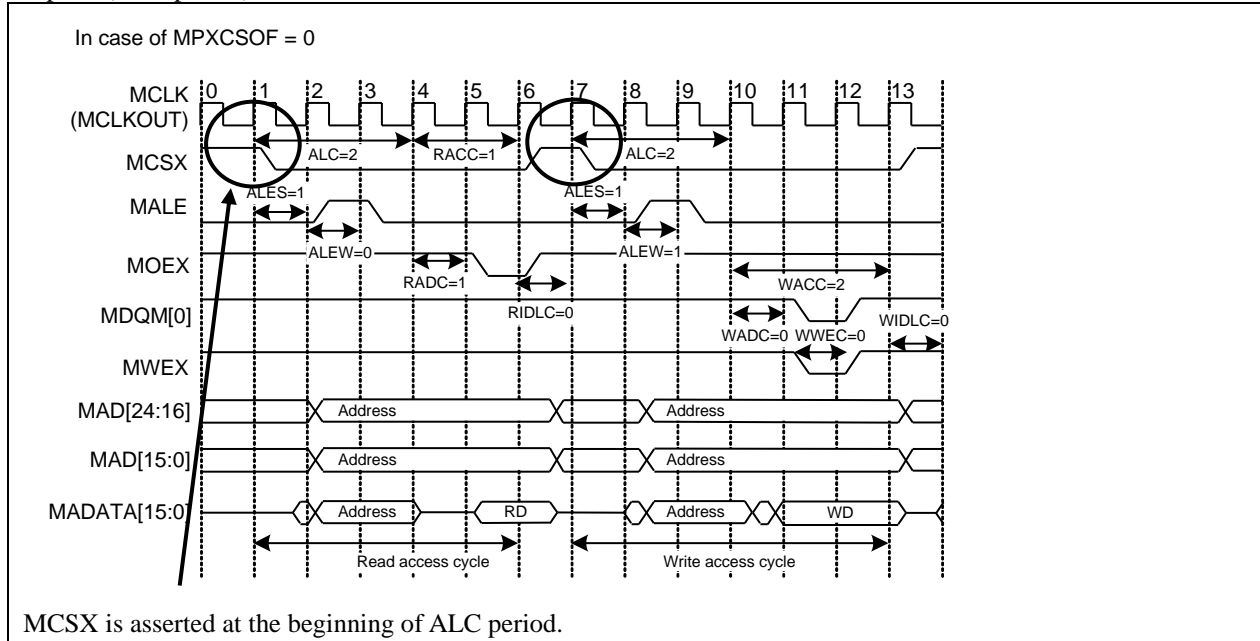 In case of MPXCSOF = 0
0 1 2 3 4 5 6 7 8 9 10 11 12 13
MCLK
(MCLKOUT)
ALC=2 RACC=1 ALC=2
MCSX
ALES=1 ALES=1
MALE
ALEW=0 ALEW=1
MOEX
RADC=1 WACC=2
RIDLC=0
MDQM[0]
WADC=0 WWEC=0 WIDLC=0
MWEX
MAD[24:16] Address Address
MAD[15:0] Address Address
MADATA[15:0] Address RD Address WD
Read access cycle Write access cycle
MCSX is asserted at the beginning of ALC period.